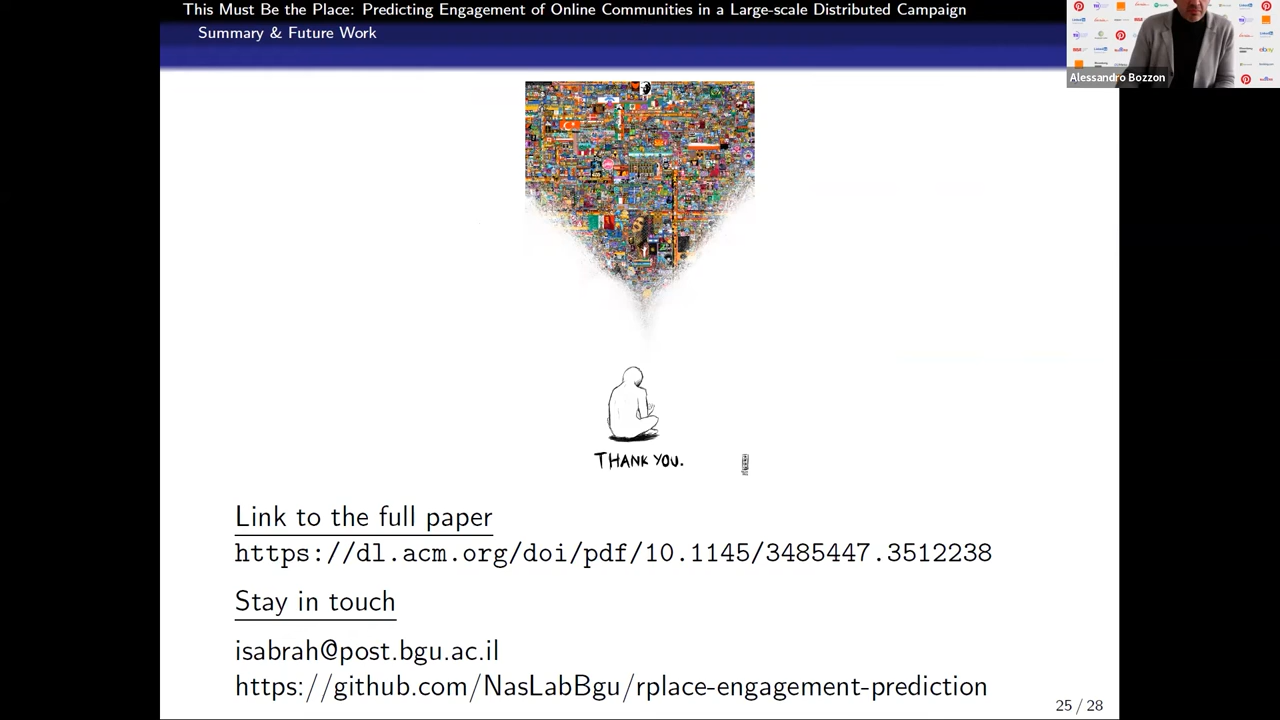 This Must Be the Place: Predicting Engagement of Online Communities in a Large-scale Distributed Campaign
Summary & Future Work
Alessandro Bozzon
THANK YOU.
Link to the full paper
https://dl.acm.org/doi/pdf/10.1145/3485447.3512238
Stay in touch
isabrah@post.bgu.ac.il
https://github.com/NasLabBgu/rplace-engagement-prediction
25 / 28